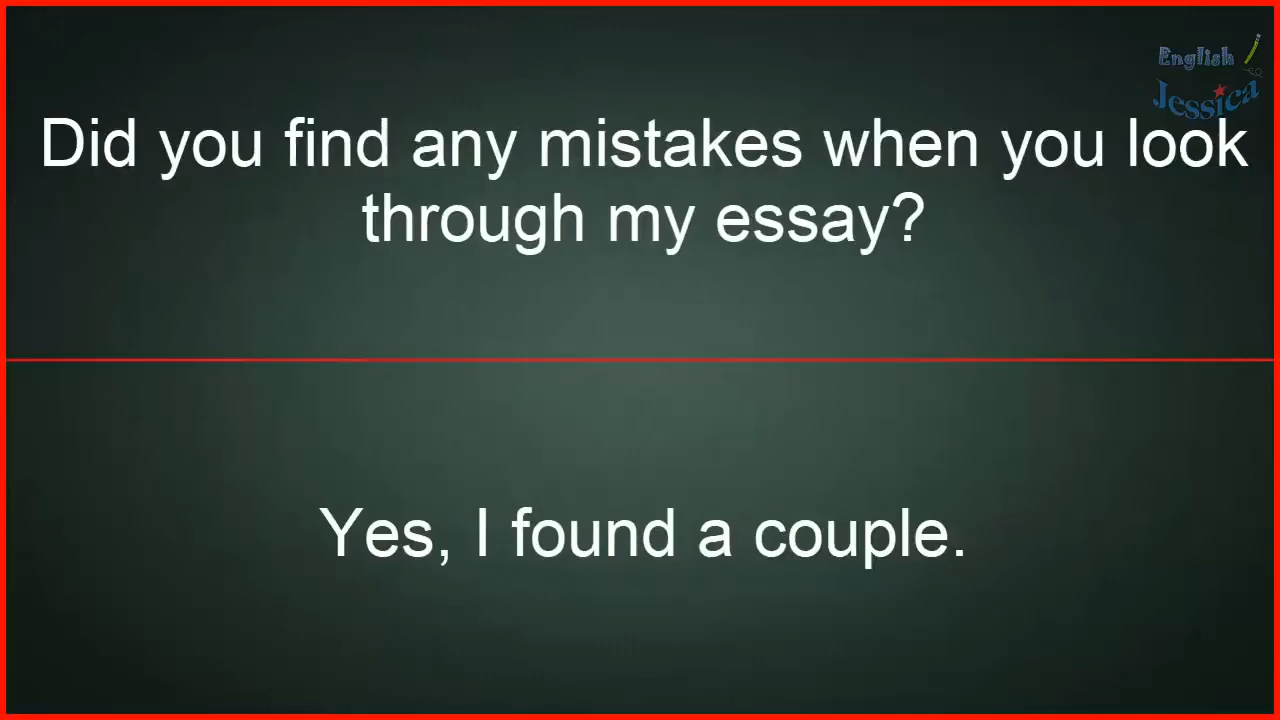 English
Jessica
Did you find any mistakes when you look
through my essay?
Yes, I found a couple.